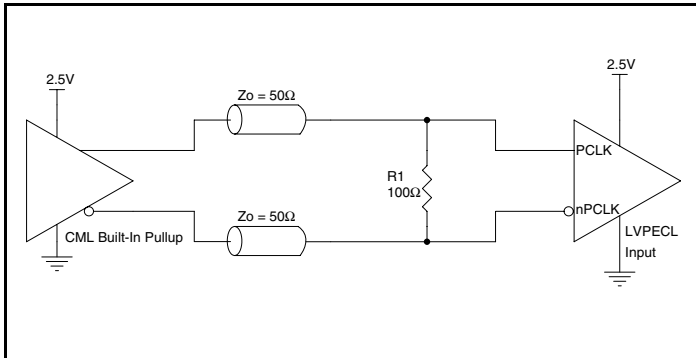 2.5V
2.5V
Zo = 50Ω
PCLK
R1
100Ω
Zo = 50Ω
nPCLK
CML Built-In Pullup
LVPECL
Input